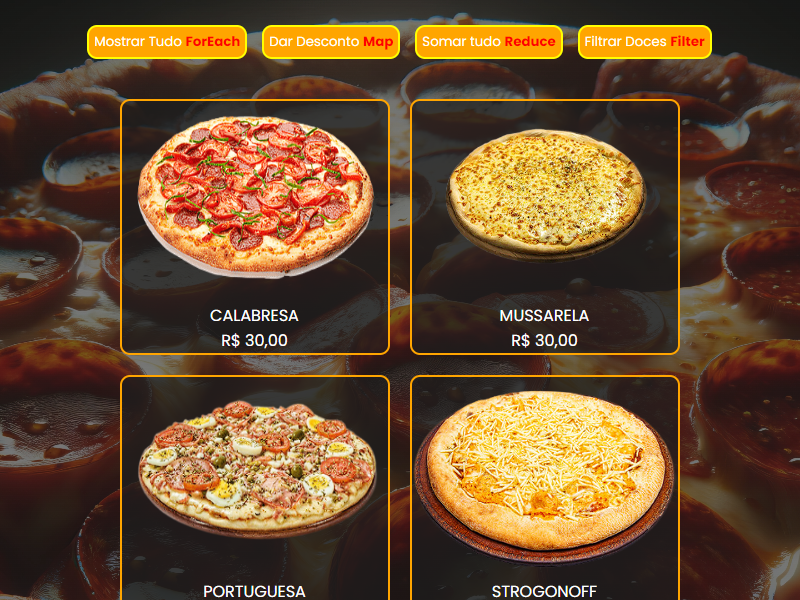 Mostrar Tudo ForEach
Dar Desconto Map
Somar tudo Reduce
Filtrar Doces Filter
CALABRESA
R$ 30,00
MUSSARELA
R$ 30,00
PORTUGUESA
STROGONOFF